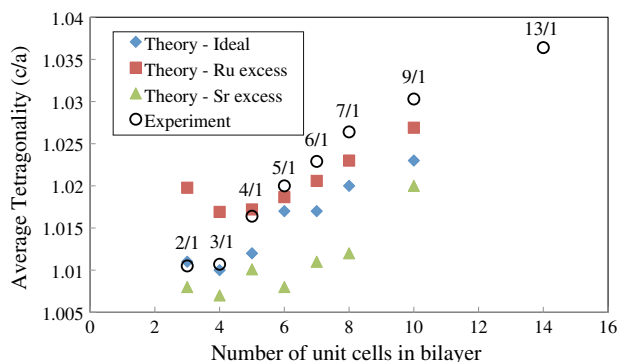 1.04
1.035
1.03
1.025
1.02
1.015
1.01
1.005
Average Tetragonality (c/a)
Theory - Ideal
Theory - Ru excess
Theory - Sr excess
Experiment
2/1
3/1
4/1
5/1
6/1
7/1
9/1
13/1
0 2 4 6 8 10 12 14 16
Number of unit cells in bilayer